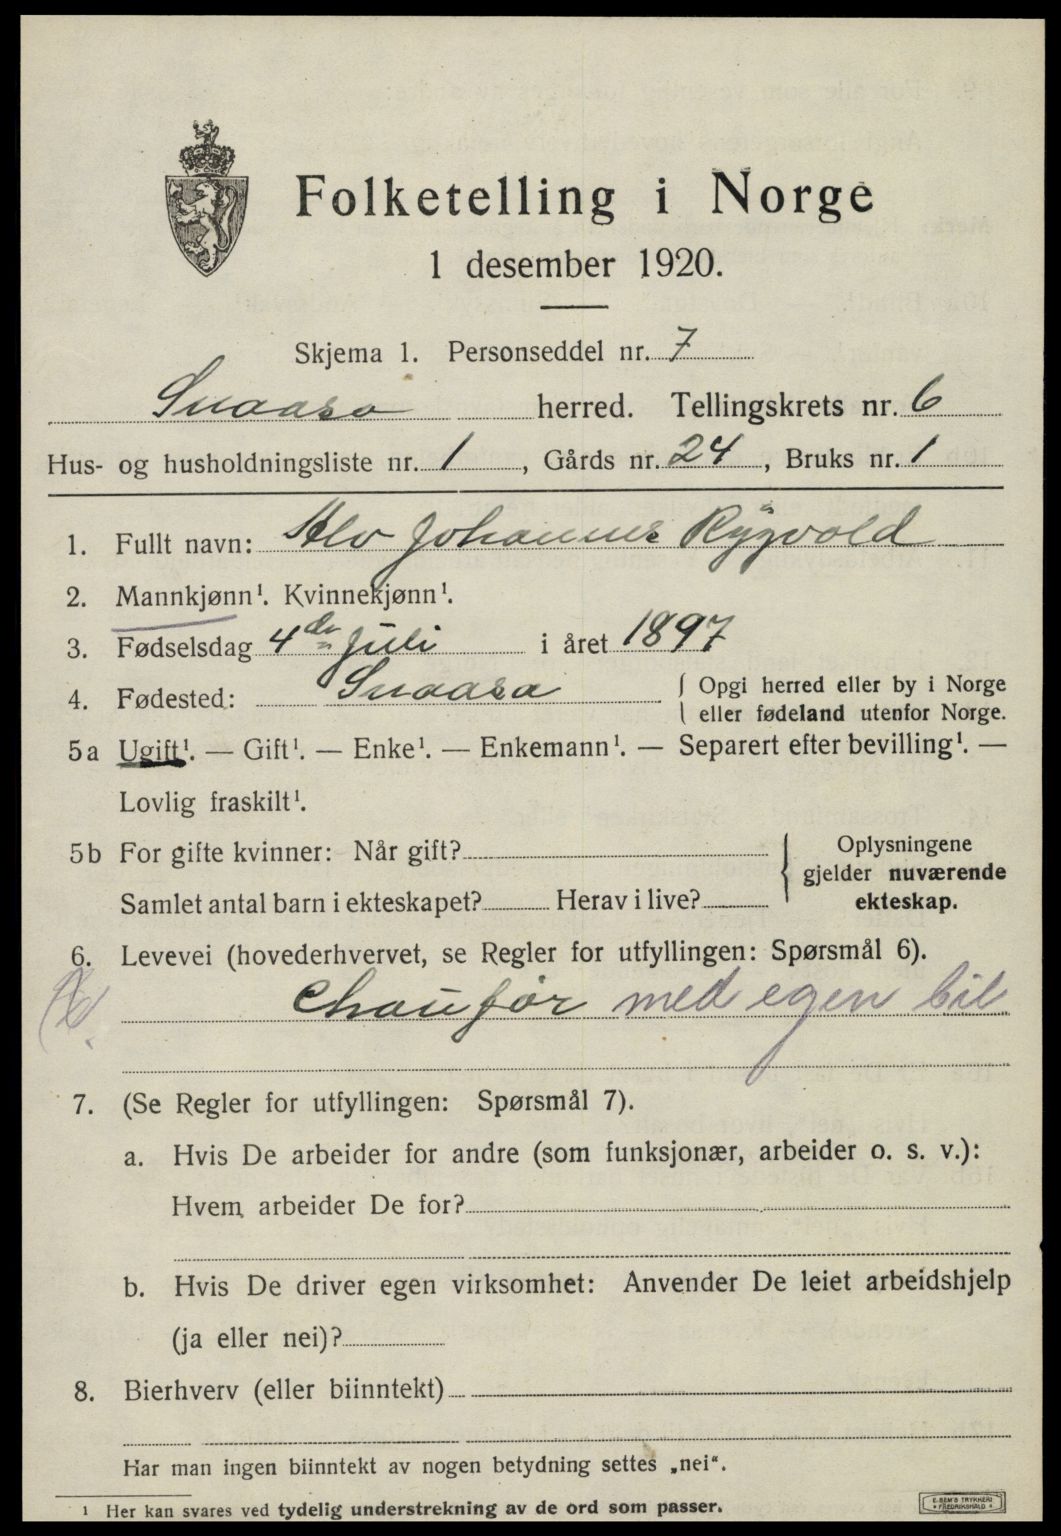 Folketelling i Norge
1 desember 1920.
Skjema 1. Personseddel nr. 7
Snaasa herred. Tellingskrets nr. 6
Hus- og husholdningsliste nr. 1, Gårds nr. 24, Bruks nr. 1
1. Fullt navn: Alv Johannes Rygvold
2. Mannkjønn¹. Kvinnekjønn¹.
3. Fødselsdag 4de Juli i året 1897
4. Fødested: Snaasa { Opgi herred eller by i Norge
eller fødeland utenfor Norge.
5a Ugift¹. — Gift¹. — Enke¹. — Enkemann¹. — Separert efter bevilling¹. —
Lovlig fraskilt¹.
5b For gifte kvinner: Når gift? } Oplysningene
gjelder nuværende
Samlet antal barn i ekteskapet? Herav i live? ekteskap.
6. Levevei (hovederhvervet, se Regler for utfyllingen: Spørsmål 6).
Chauför med egen bil
7. (Se Regler for utfyllingen: Spørsmål 7).
a. Hvis De arbeider for andre (som funksjonær, arbeider o. s. v.):
Hvem arbeider De for?
b. Hvis De driver egen virksomhet: Anvender De leiet arbeidshjelp
(ja eller nei)?
8. Bierhverv (eller biinntekt)
Har man ingen biinntekt av nogen betydning settes „nei".
¹ Her kan svares ved tydelig understrekning av de ord som passer.
E. SEM'S TRYKKERI
FREDRIKSHALD